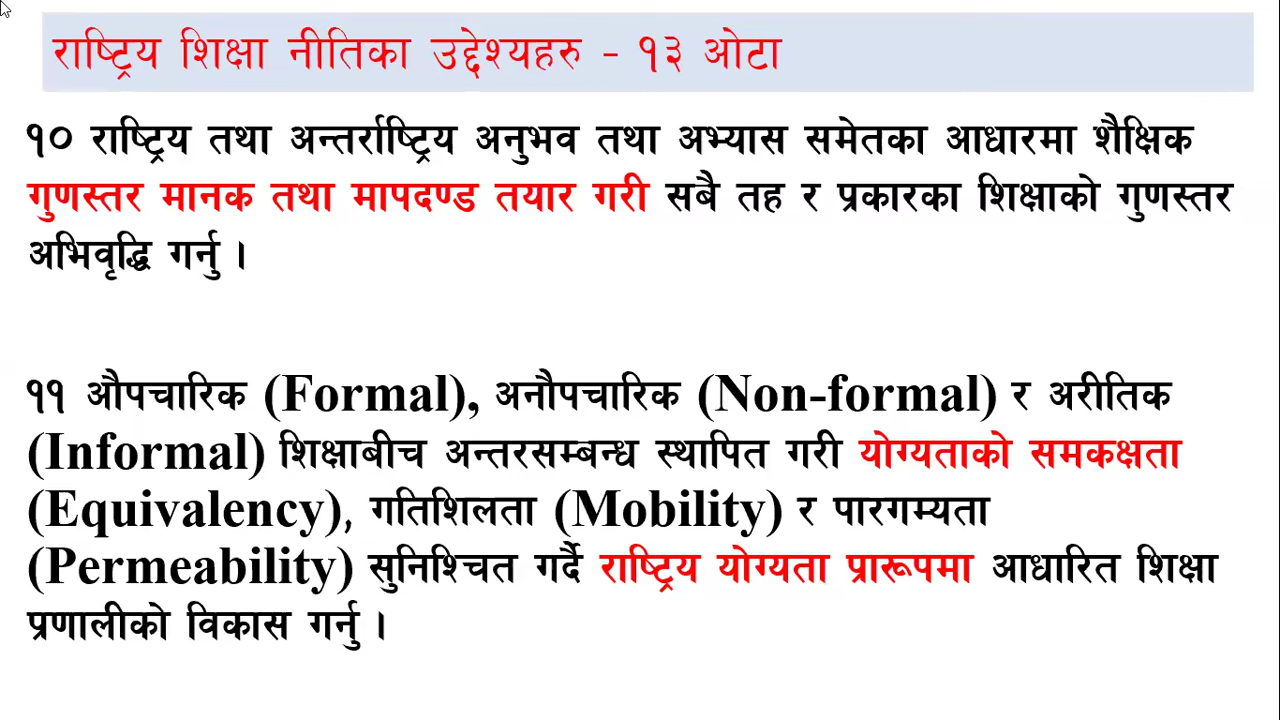 राष्ट्रिय शिक्षा नीतिका उद्देश्यहरु - १३ ओटा
१० राष्ट्रिय तथा अन्तर्राष्ट्रिय अनुभव तथा अभ्यास समेतका आधारमा शैक्षिक
गुणस्तर मानक तथा मापदण्ड तयार गरी सबै तह र प्रकारका शिक्षाको गुणस्तर
अभिवृद्धि गर्नु ।
११ औपचारिक (Formal), अनौपचारिक (Non-formal) र अरीतिक
(Informal) शिक्षाबीच अन्तरसम्बन्ध स्थापित गरी योग्यताको समकक्षता
(Equivalency), गतिशिलता (Mobility) र पारगम्यता
(Permeability) सुनिश्चित गर्दै राष्ट्रिय योग्यता प्रारूपमा आधारित शिक्षा
प्रणालीको विकास गर्नु ।